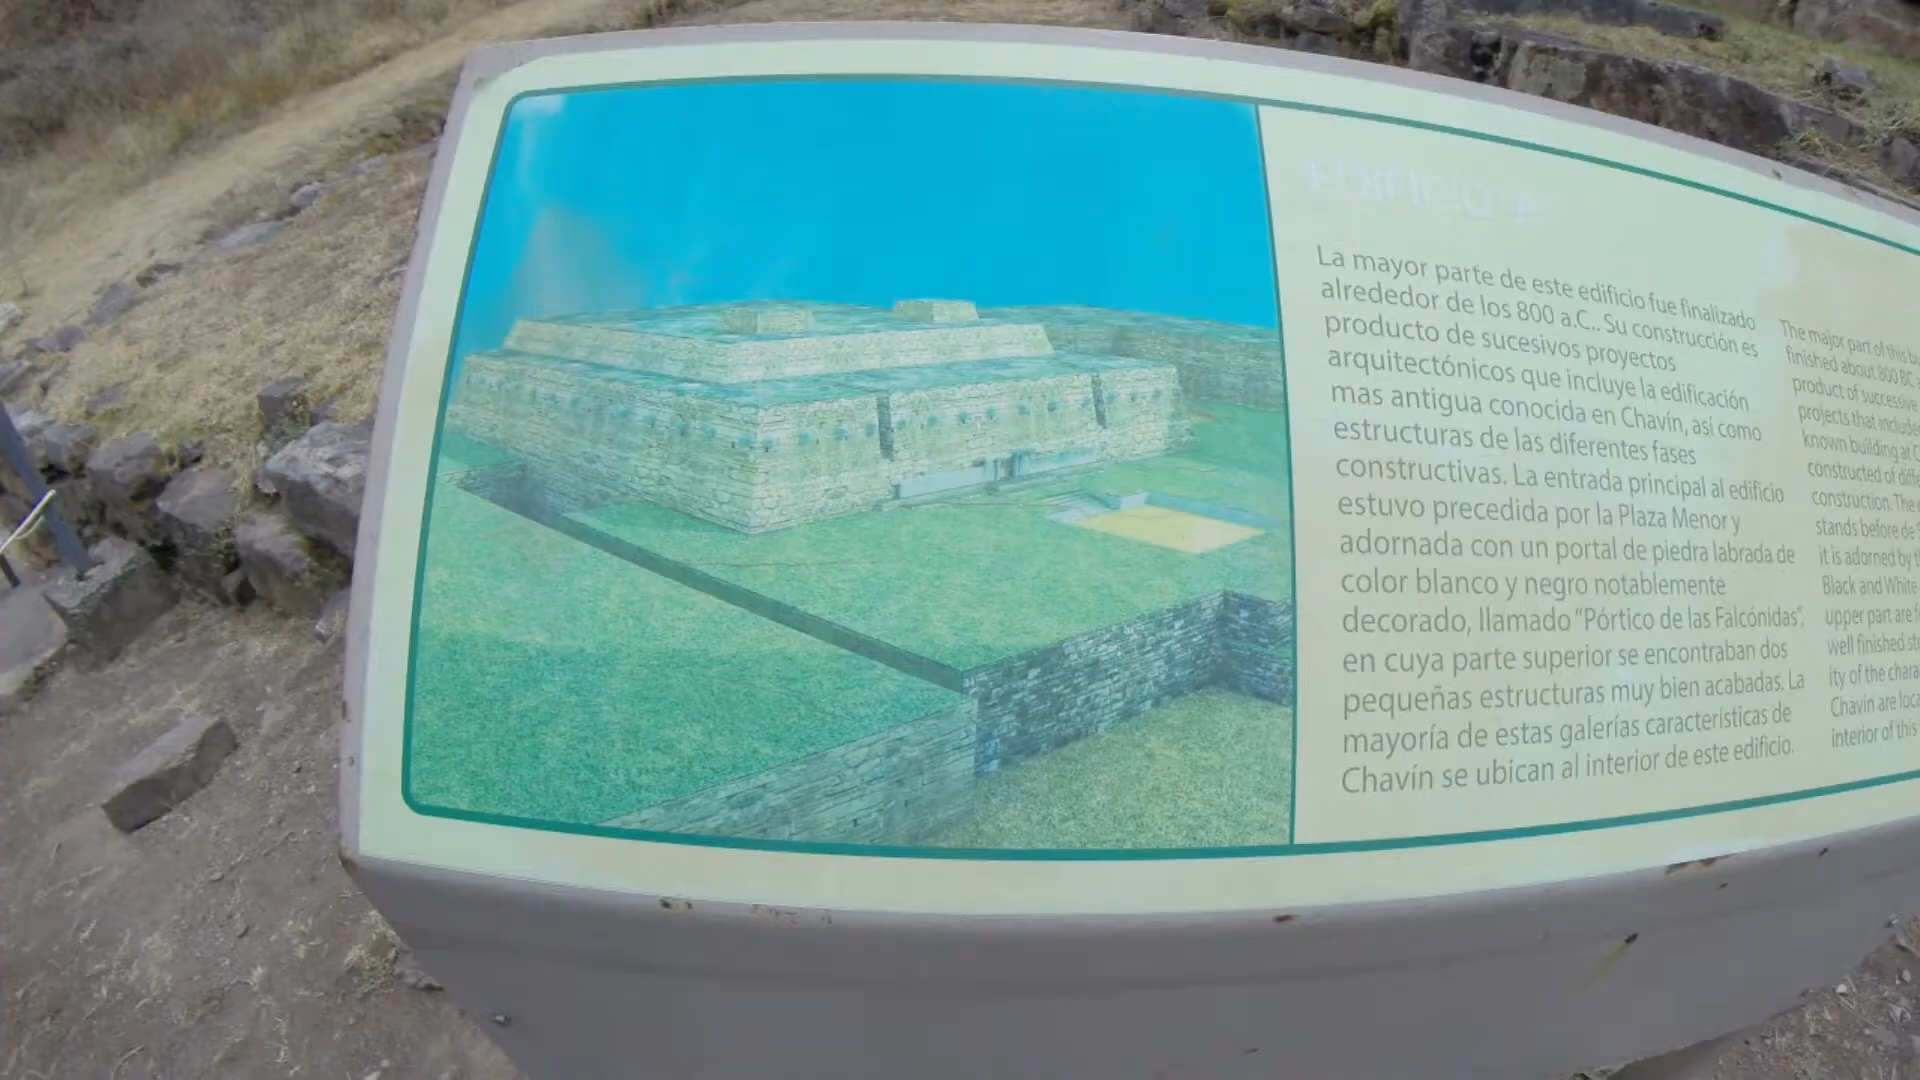 EDIFICIO "A"
La mayor parte de este edificio fue finalizado
alrededor de los 800 a.C.. Su construcción es
producto de sucesivos proyectos
arquitectónicos que incluye la edificación
mas antigua conocida en Chavín, así como
estructuras de las diferentes fases
constructivas. La entrada principal al edificio
estuvo precedida por la Plaza Menor y
adornada con un portal de piedra labrada de
color blanco y negro notablemente
decorado, llamado "Pórtico de las Falcónidas",
en cuya parte superior se encontraban dos
pequeñas estructuras muy bien acabadas. La
mayoría de estas galerías características de
Chavín se ubican al interior de este edificio.
The major part of this
finished about 800 BC.
product of successive
projects that include
known building at
constructed of
construction. The
stands before de
it is adorned by
Black and White
upper part are
well finished
ity of the
Chavin are
interior of this